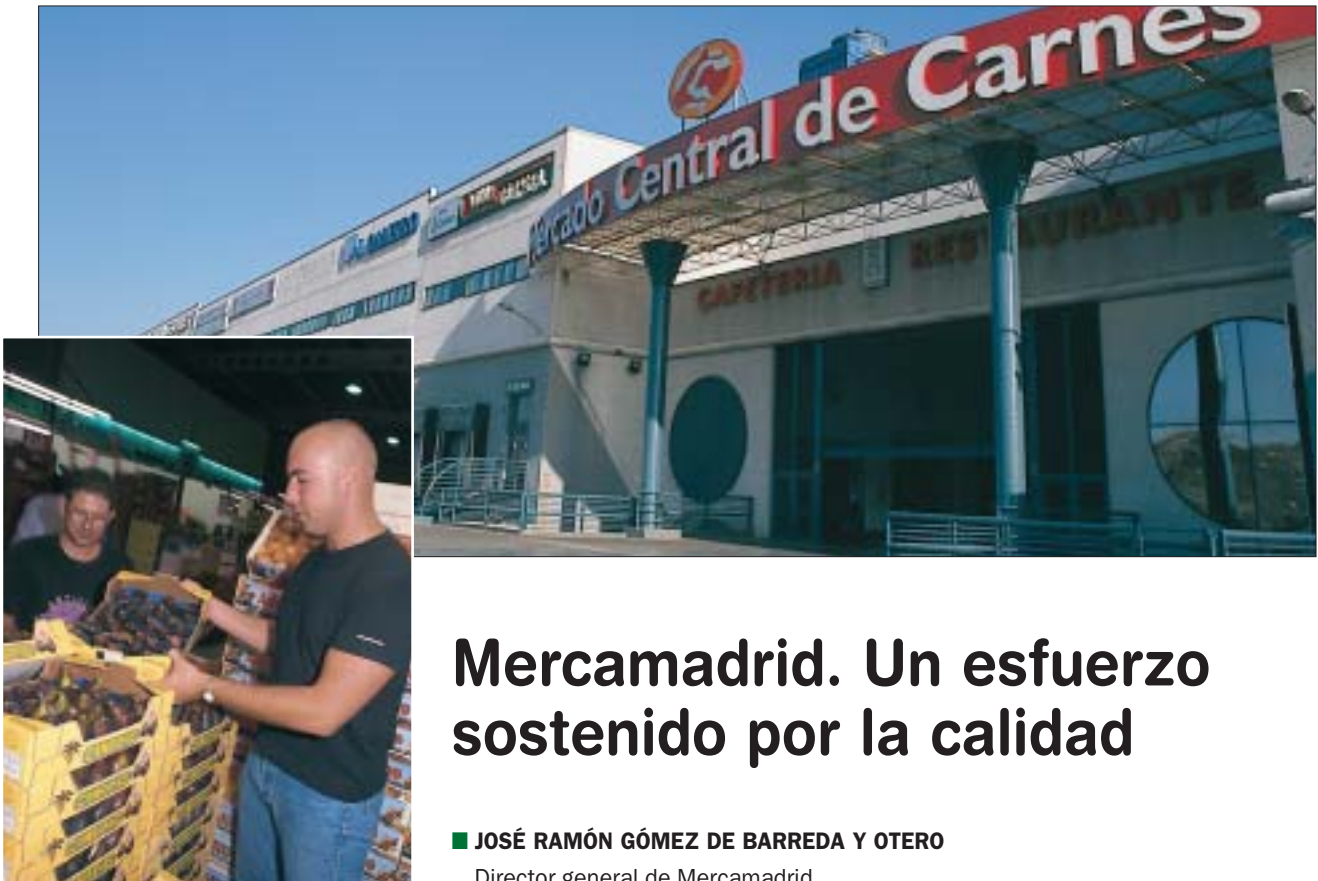 Mercado Central de Carnes
CAFETERIA
RESTAURANTE
Mercamadrid. Un esfuerzo
sostenido por la calidad
JOSÉ RAMÓN GÓMEZ DE BARREDA Y OTERO
Director general de Mercamadrid